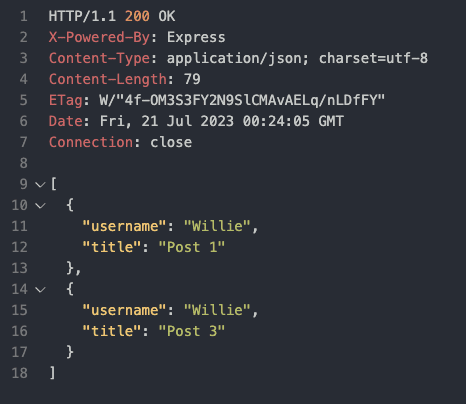 1 HTTP/1.1 200 OK
2 X-Powered-By: Express
3 Content-Type: application/json; charset=utf-8
4 Content-Length: 79
5 ETag: W/"4f-OM3S3FY2N9SlCMAvAELq/nLDfFY"
6 Date: Fri, 21 Jul 2023 00:24:05 GMT
7 Connection: close
8
9 [
10 {
11 "username": "Willie",
12 "title": "Post 1"
13 },
14 {
15 "username": "Willie",
16 "title": "Post 3"
17 }
18 ]